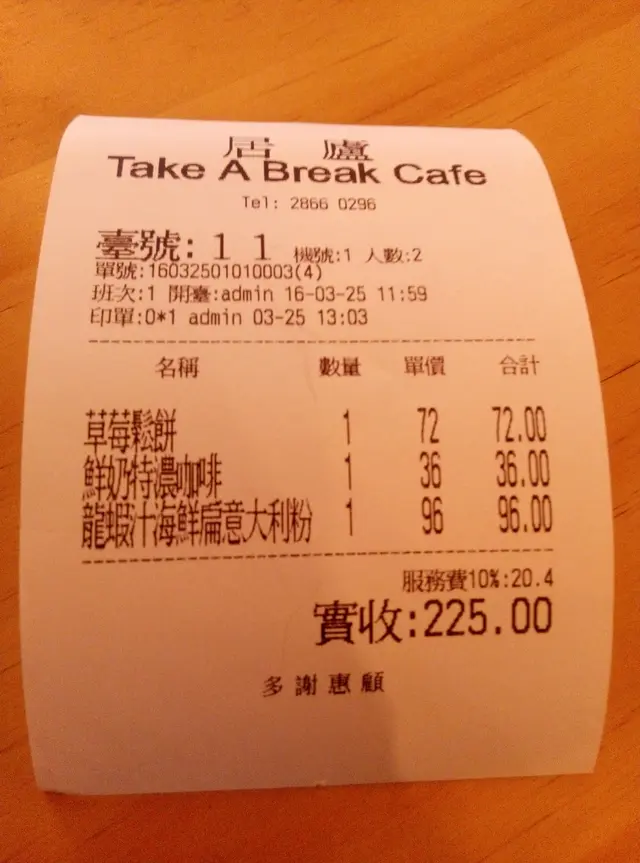 居廬
Take A Break Cafe
Tel: 2866 0296
臺號:11 機號:1 人數:2
單號:16032501010003(4)
班次:1 開臺:admin 16-03-25 11:59
印單:0*1 admin 03-25 13:03
名稱 數量 單價 合計
草莓鬆餅 1 72 72.00
鮮奶特濃咖啡 1 36 36.00
龍蝦汁海鮮扁意大利粉 1 96 96.00
服務費10%:20.4
實收:225.00
多謝惠顧